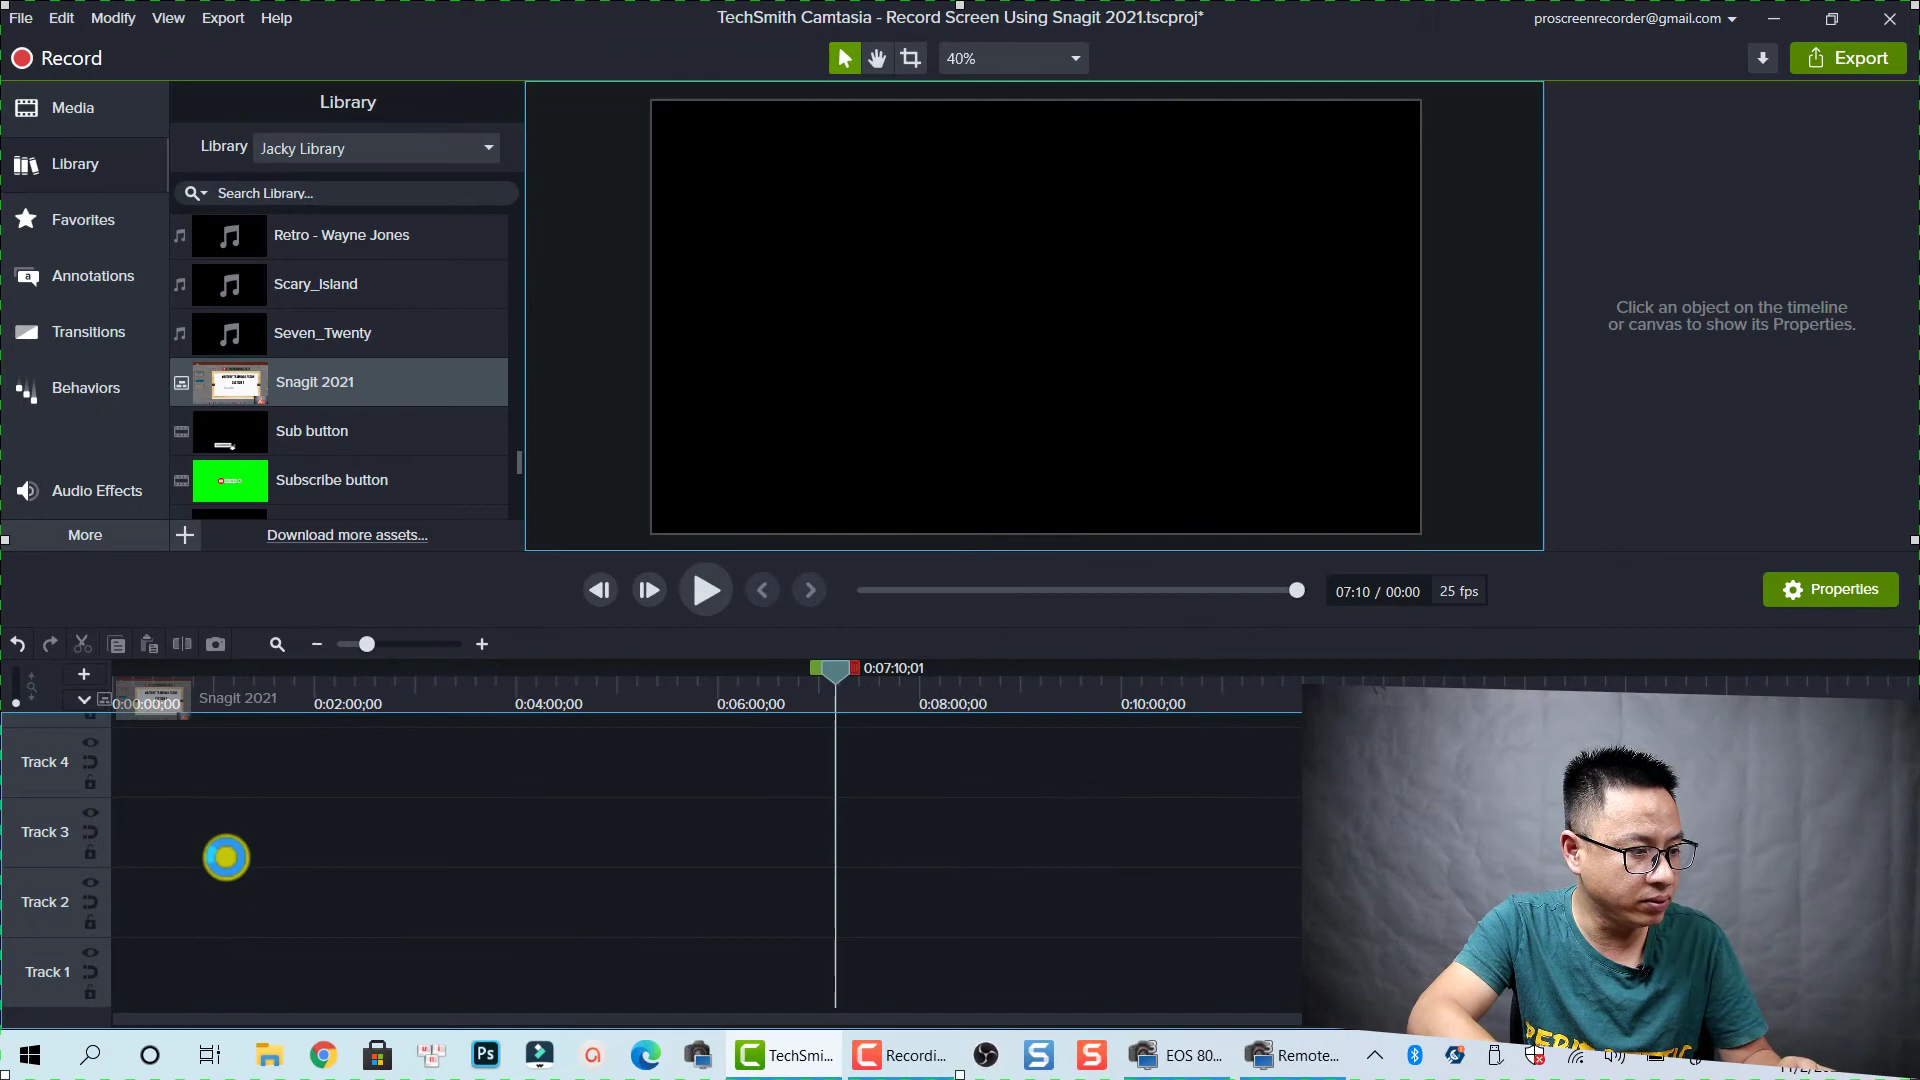 File Edit Modify View Export Help
TechSmith Camtasia - Record Screen Using Snagit 2021.tscproj*
proscreenrecorder@gmail.com
Record
40%
Export
Media
Library
Favorites
Annotations
Transitions
Behaviors
Audio Effects
More
Library
Library Jacky Library
Search Library...
Retro - Wayne Jones
Scary_Island
Seven_Twenty
Snagit 2021
Sub button
Subscribe button
Download more assets...
Click an object on the timeline
or canvas to show its Properties.
07:10 / 00:00 25 fps
Properties
0:07:10;01
Snagit 2021
0:00:00;00 0:02:00;00 0:04:00;00 0:06:00;00 0:08:00;00 0:10:00;00
Track 4
Track 3
Track 2
Track 1
TechSmi...
Recordi...
EOS 80...
Remote...